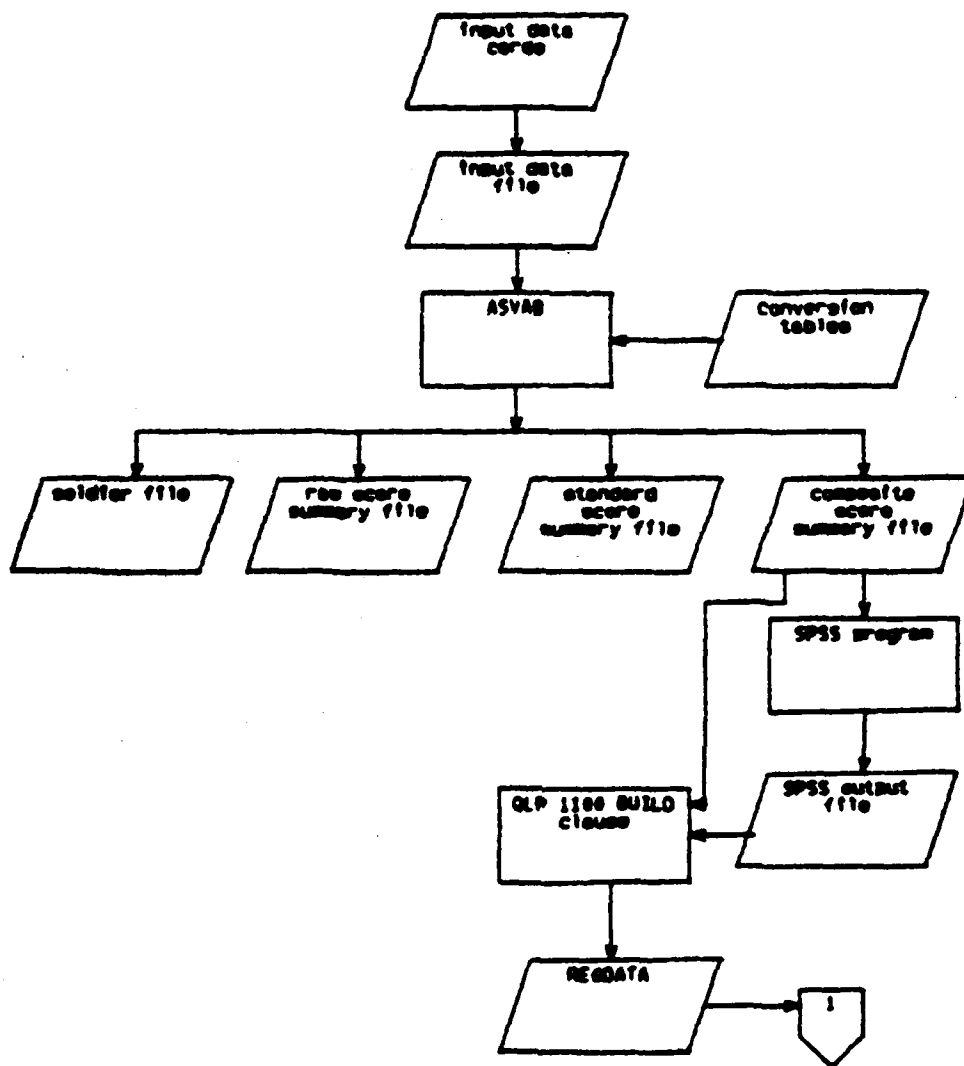 input data
cards
input data
file
ASVAB
conversion
tables
soldier file
raw score
summary file
standard
score
summary file
composite
score
summary file
SPSS program
SPSS output
file
QLP 1100 BUILD
clause
REGDATA
1